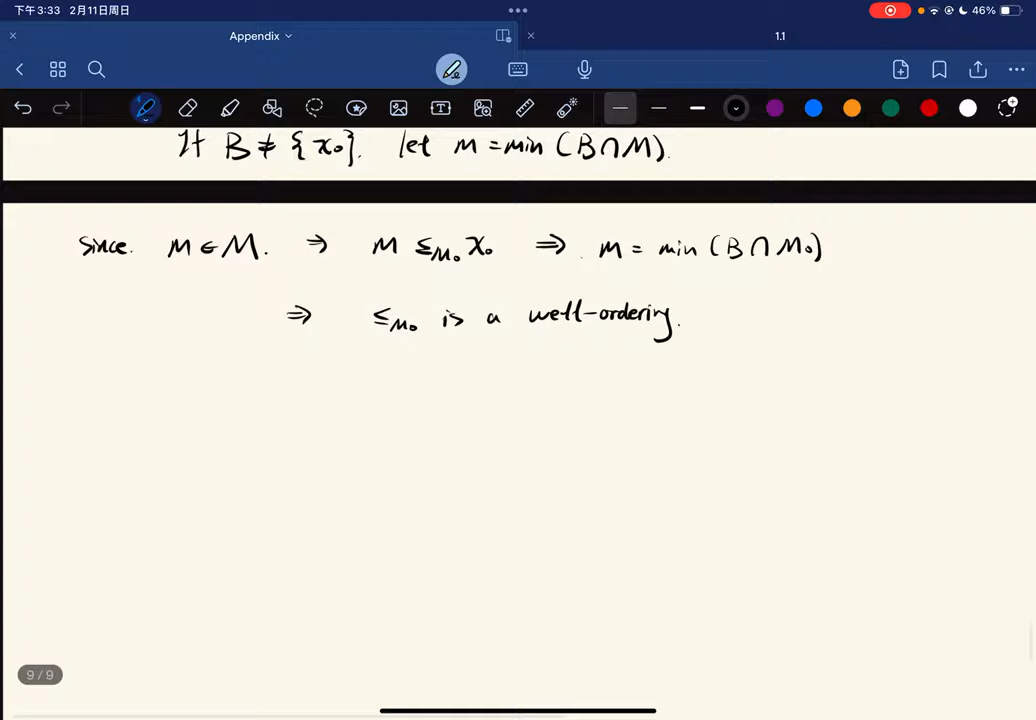 下午3:33 2月11日周日
46%
Appendix
1.1
If B ≠ {x₀}. let m = min (B ∩ M).
Since. m ∈ M. ⇒ m ≤_{M₀} x₀ ⇒ m = min (B ∩ M₀)
⇒ ≤_{M₀} is a well-ordering.
9 / 9